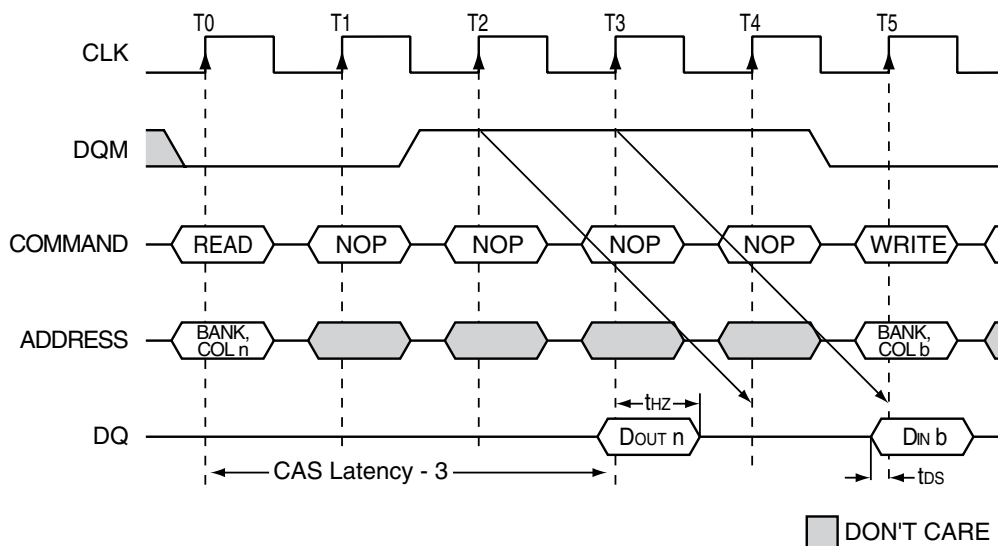 T0 T1 T2 T3 T4 T5
CLK
DQM
COMMAND READ NOP NOP NOP NOP WRITE
ADDRESS BANK, COL n BANK, COL b
tHZ
DQ DOUT n DIN b
CAS Latency - 3 tDS
DON'T CARE